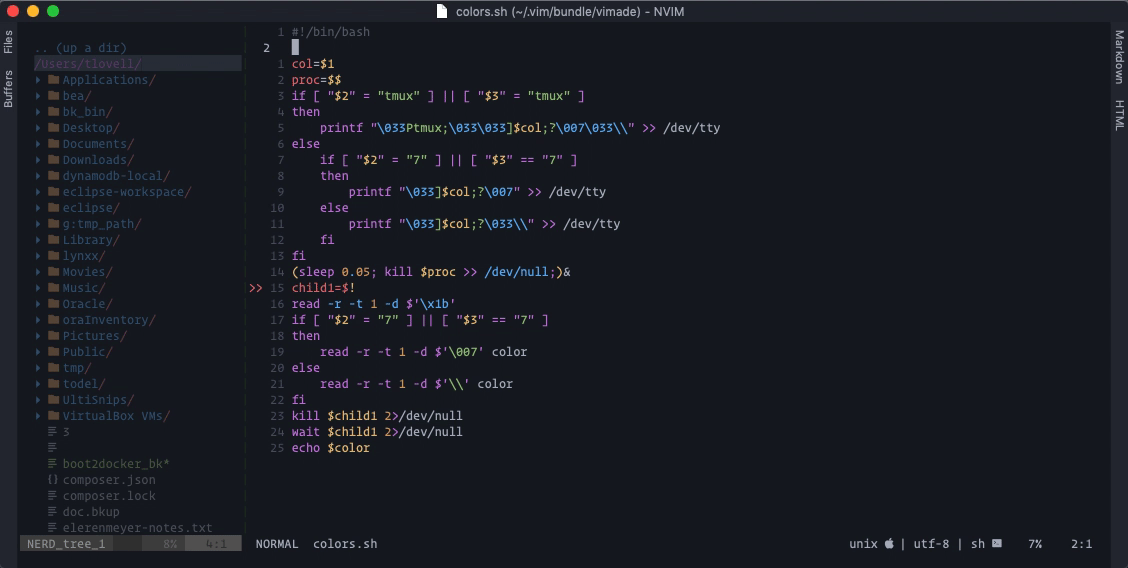 colors.sh (~/.vim/bundle/vimade) - NVIM
Files
Buffers
.. (up a dir)
/Users/tlovell/
Applications/
bea/
bk_bin/
Desktop/
Documents/
Downloads/
dynamodb-local/
eclipse-workspace/
eclipse/
g:tmp_path/
Library/
lynxx/
Movies/
Music/
Oracle/
oraInventory/
Pictures/
Public/
tmp/
todel/
UltiSnips/
VirtualBox VMs/
3
boot2docker_bk*
{} composer.json
composer.lock
doc.bkup
elerenmeyer-notes.txt
NERD_tree_1 8% 4:1
1 #!/bin/bash
2
1 col=$1
2 proc=$$
3 if [ "$2" = "tmux" ] || [ "$3" = "tmux" ]
4 then
5     printf "\033Ptmux;\033\033]$col;?\007\033\\" >> /dev/tty
6 else
7     if [ "$2" = "7" ] || [ "$3" == "7" ]
8     then
9         printf "\033]$col;?\007" >> /dev/tty
10     else
11         printf "\033]$col;?\033\\" >> /dev/tty
12     fi
13 fi
14 (sleep 0.05; kill $proc >> /dev/null;)&
>> 15 child1=$!
16 read -r -t 1 -d $'\x1b'
17 if [ "$2" = "7" ] || [ "$3" == "7" ]
18 then
19     read -r -t 1 -d $'\007' color
20 else
21     read -r -t 1 -d $'\\' color
22 fi
23 kill $child1 2>/dev/null
24 wait $child1 2>/dev/null
25 echo $color
NORMAL colors.sh
unix | utf-8 | sh 7% 2:1
Markdown
HTML